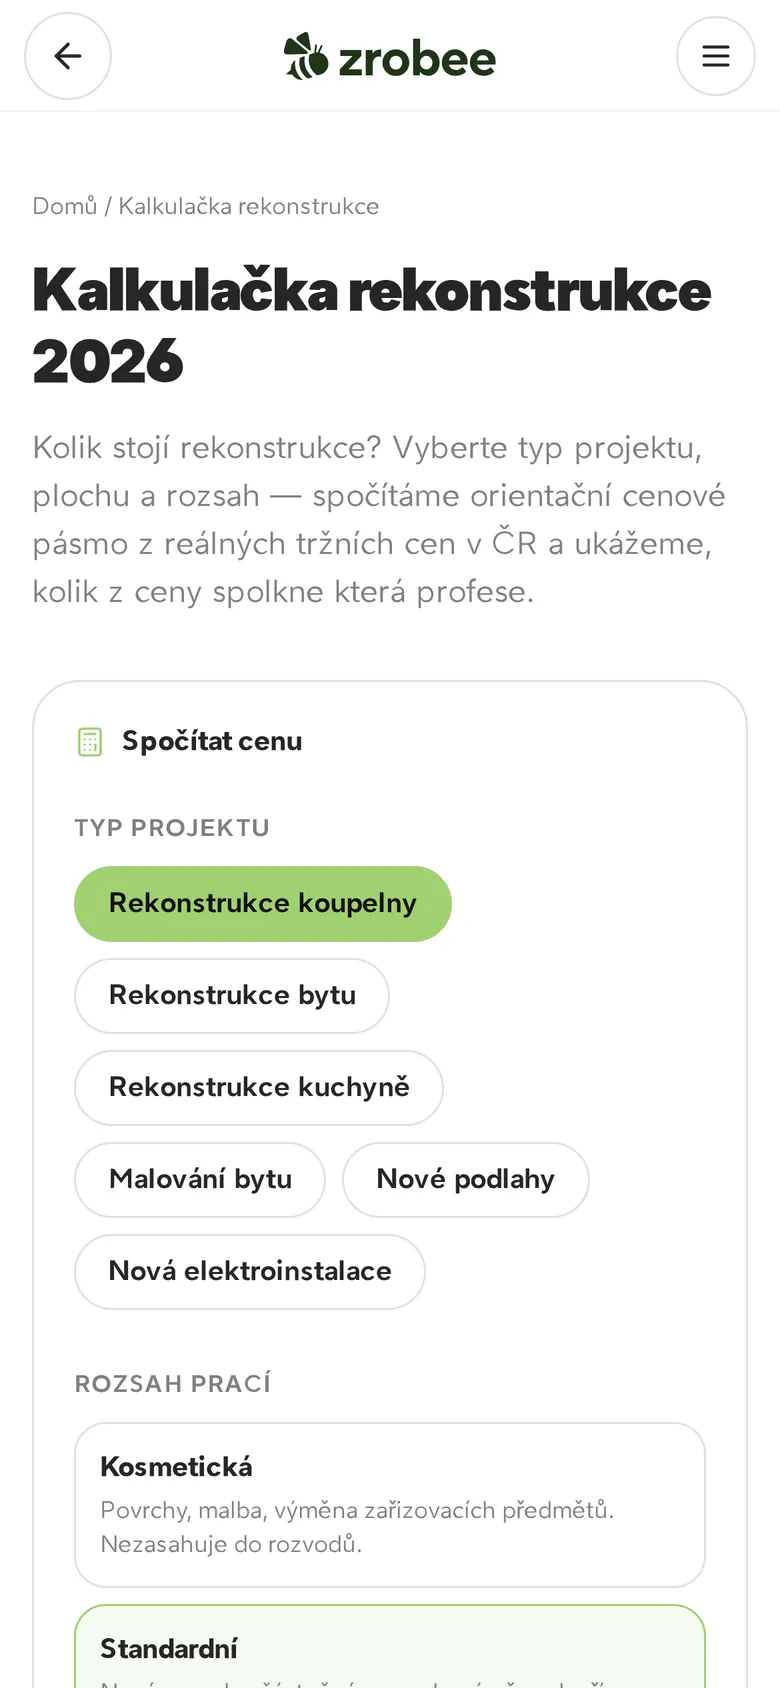 zrobee
Domů / Kalkulačka rekonstrukce
Kalkulačka rekonstrukce
2026
Kolik stojí rekonstrukce? Vyberte typ projektu,
plochu a rozsah — spočítáme orientační cenové
pásmo z reálných tržních cen v ČR a ukážeme,
kolik z ceny spolkne která profese.
Spočítat cenu
TYP PROJEKTU
Rekonstrukce koupelny
Rekonstrukce bytu
Rekonstrukce kuchyně
Malování bytu Nové podlahy
Nová elektroinstalace
ROZSAH PRACÍ
Kosmetická
Povrchy, malba, výměna zařizovacích předmětů.
Nezasahuje do rozvodů.
Standardní